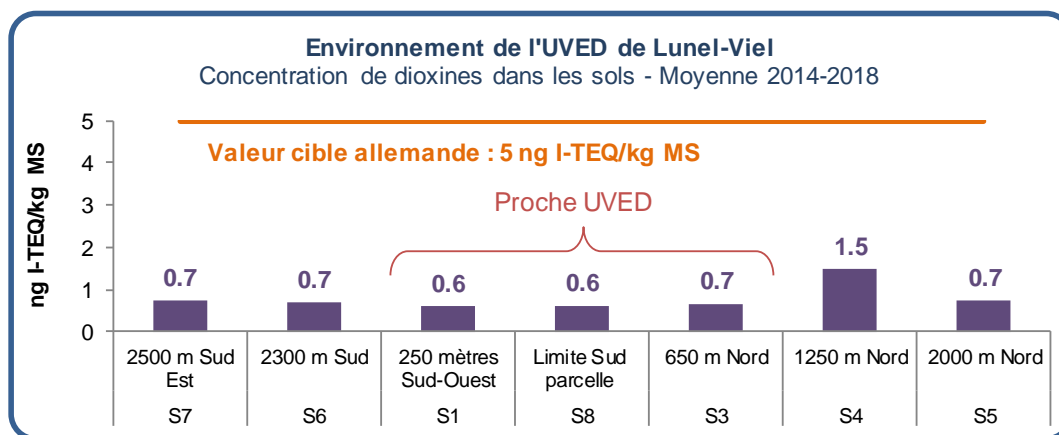 Environnement de l'UVED de Lunel-Viel
Concentration de dioxines dans les sols - Moyenne 2014-2018
ng I-TEQ/kg MS
5
4
3
2
1
0
Valeur cible allemande : 5 ng I-TEQ/kg MS
Proche UVED
0.7
0.7
0.6
0.6
0.7
1.5
0.7
2500 m Sud
Est
2300 m Sud
250 mètres
Sud-Ouest
Limite Sud
parcelle
650 m Nord
1250 m Nord
2000 m Nord
S7
S6
S1
S8
S3
S4
S5